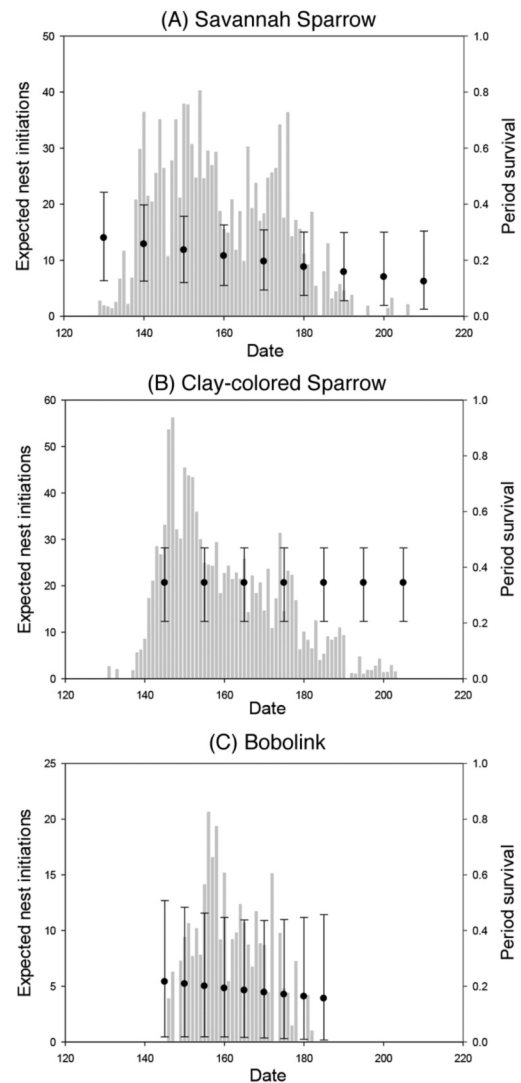 (A) Savannah Sparrow
50
40
30
20
10
0
Expected nest initiations
1.0
0.8
0.6
0.4
0.2
0.0
Period survival
120 140 160 180 200 220
Date
(B) Clay-colored Sparrow
60
50
40
30
20
10
0
Expected nest initiations
1.0
0.8
0.6
0.4
0.2
0.0
Period survival
120 140 160 180 200 220
Date
(C) Bobolink
25
20
15
10
5
0
Expected nest initiations
1.0
0.8
0.6
0.4
0.2
0.0
Period survival
120 140 160 180 200 220
Date